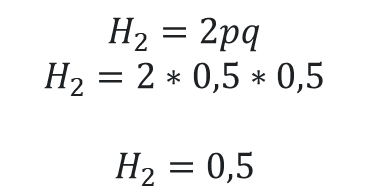 H₂ = 2pq
H₂ = 2 * 0,5 * 0,5
H₂ = 0,5